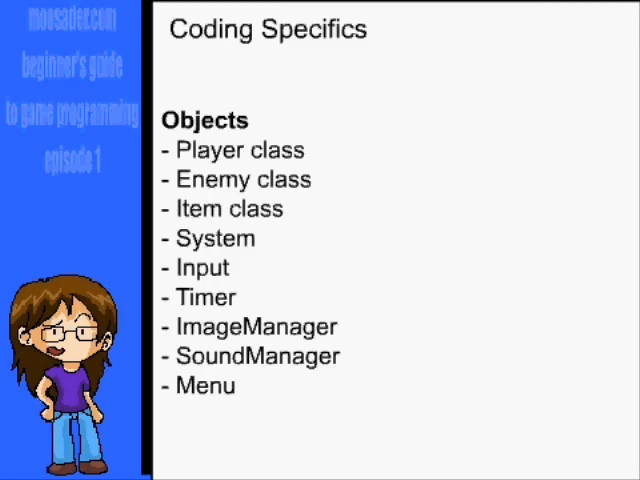 moosader.com
beginner's guide
to game programming
episode 1
Coding Specifics
Objects
- Player class
- Enemy class
- Item class
- System
- Input
- Timer
- ImageManager
- SoundManager
- Menu